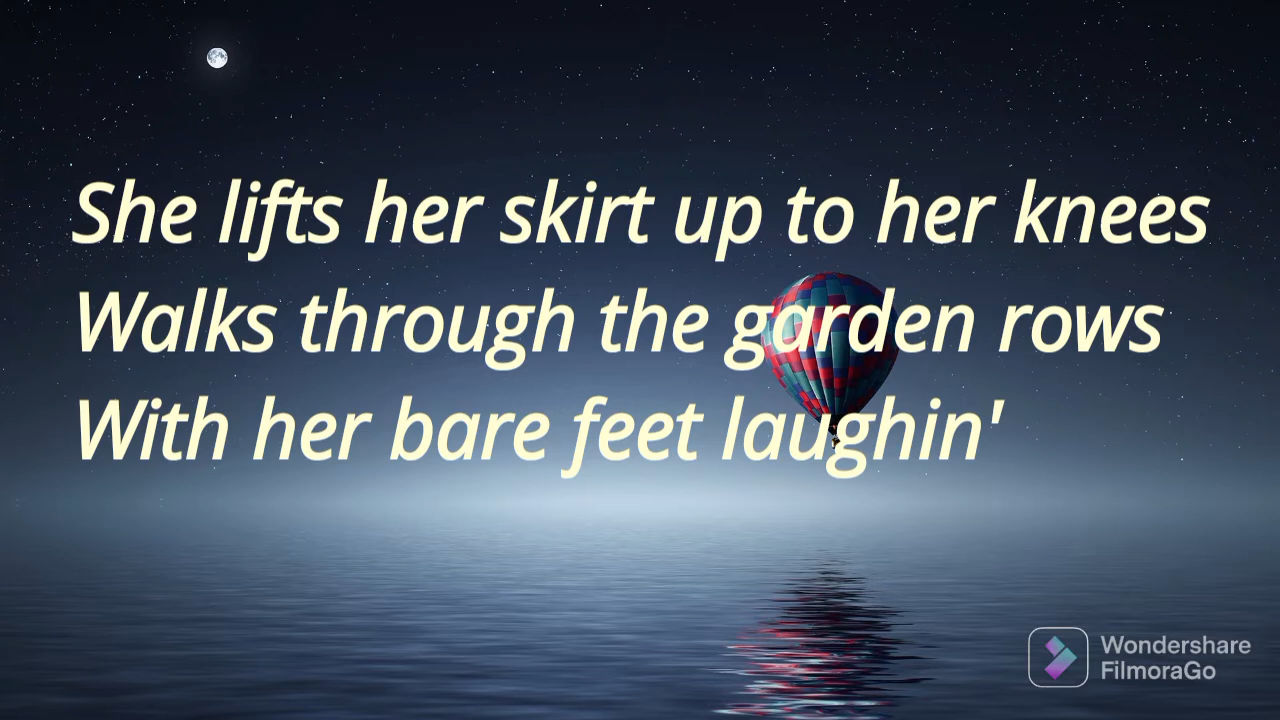 She lifts her skirt up to her knees
Walks through the garden rows
With her bare feet laughin'
Wondershare
FilmoraGo